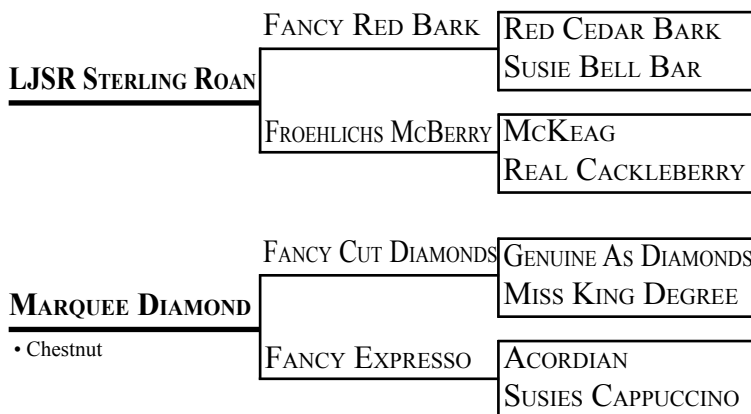 FANCY RED BARK
RED CEDAR BARK
SUSIE BELL BAR
LJSR STERLING ROAN
FROEHLICHS MCBERRY
MCKEAG
REAL CACKLEBERRY
FANCY CUT DIAMONDS
GENUINE AS DIAMONDS
MISS KING DEGREE
MARQUEE DIAMOND
• Chestnut
FANCY EXPRESSO
ACORDIAN
SUSIES CAPPUCCINO